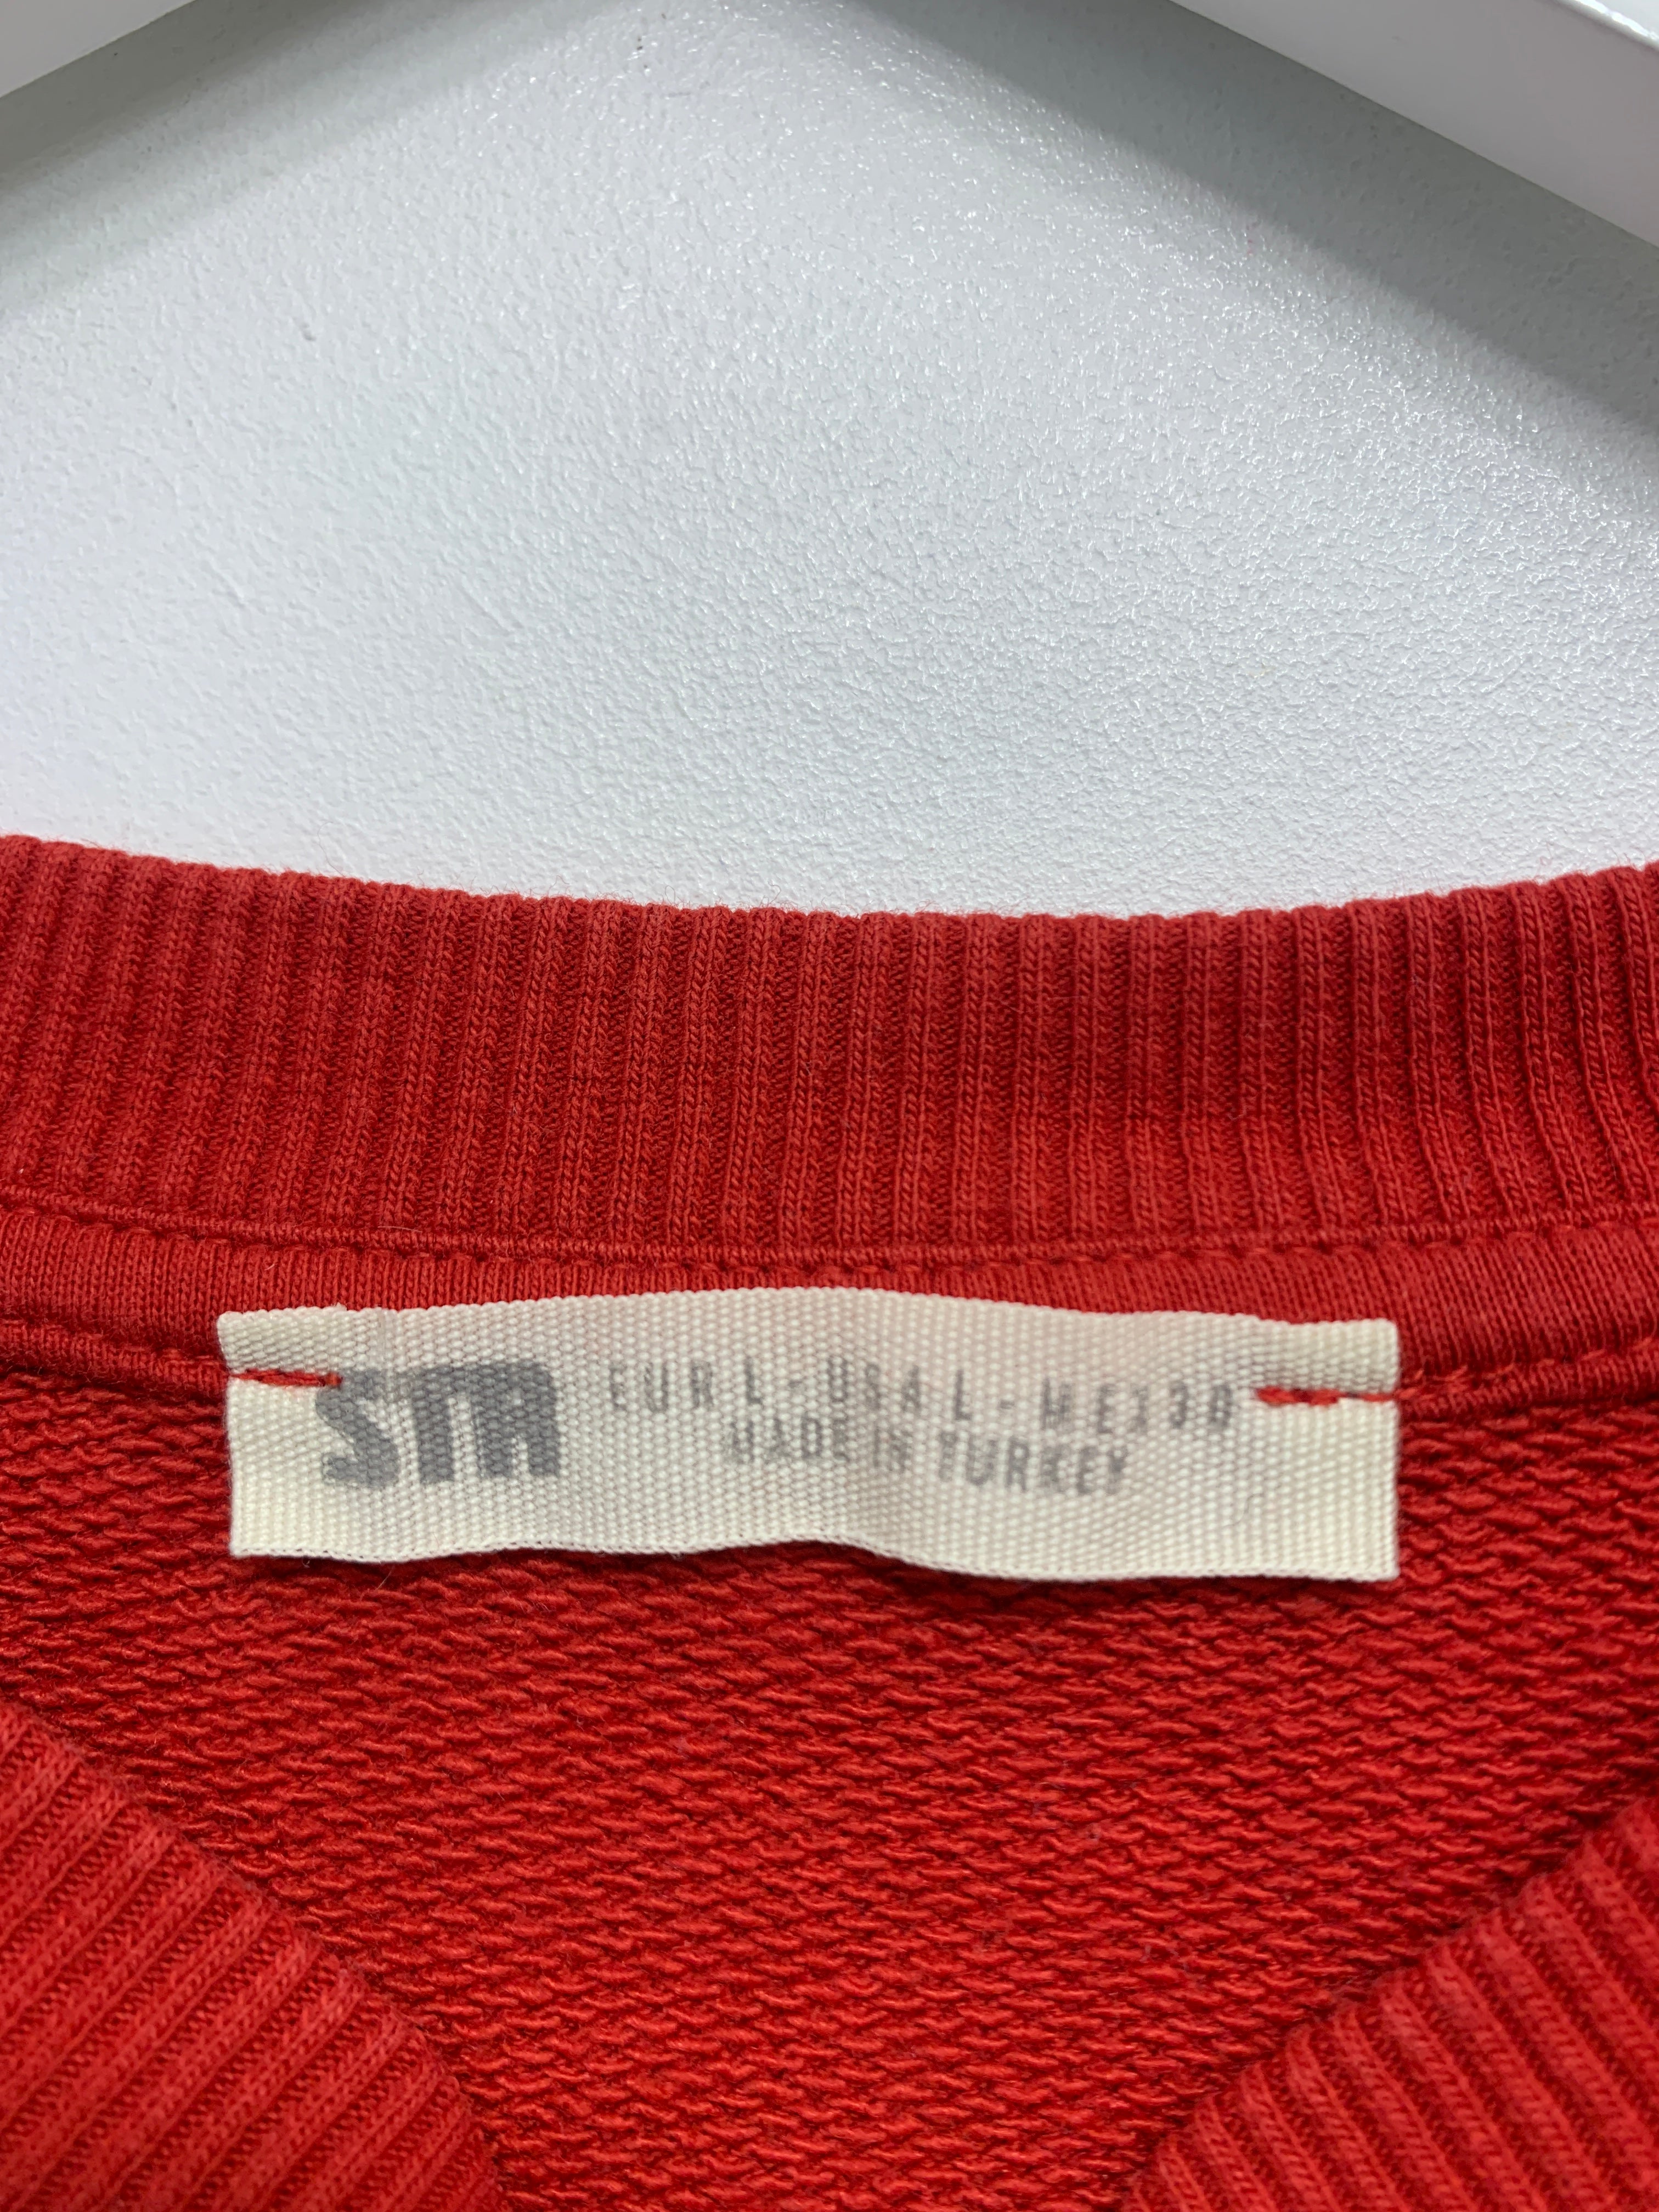 STR
EUR L - USA L - MEX 30
MADE IN TURKEY